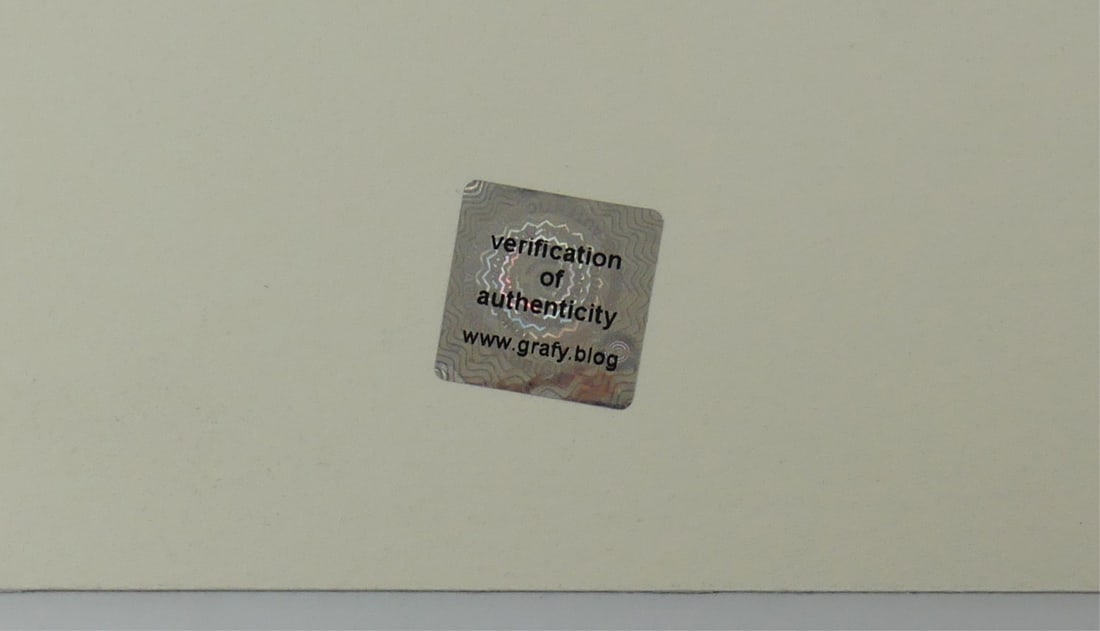 verification
of
authenticity
www.grafy.blog